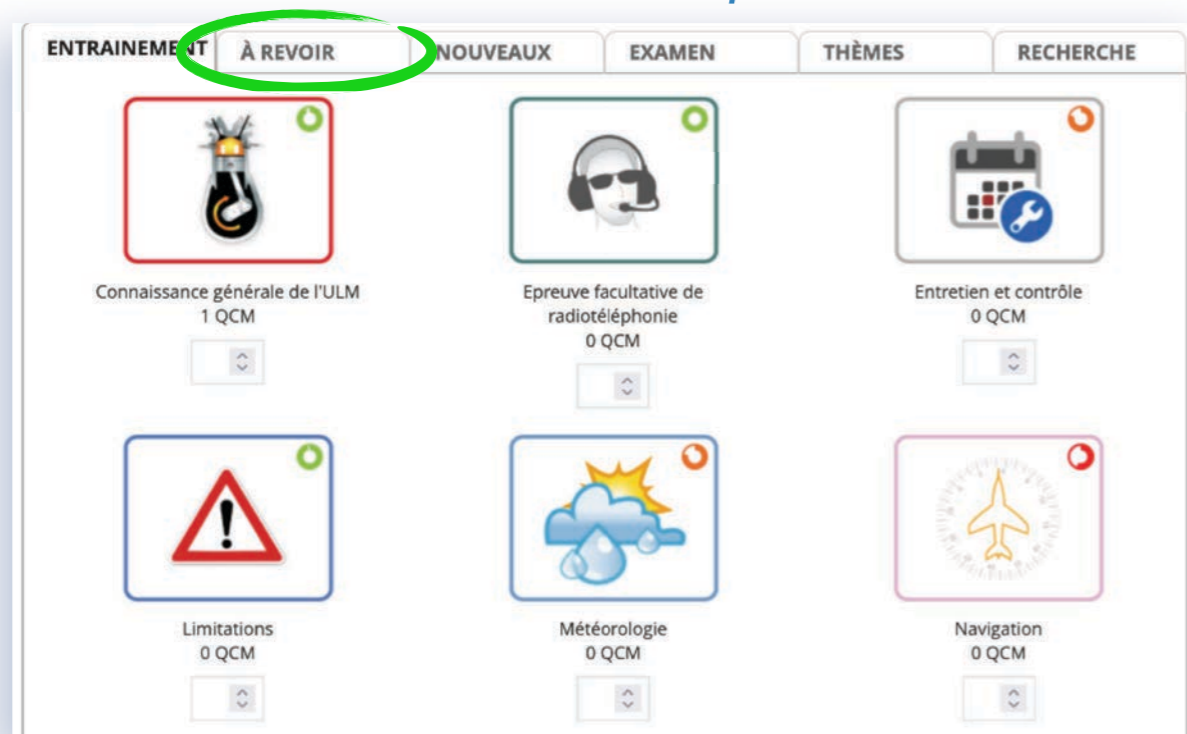 ENTRAINEMENT À REVOIR NOUVEAUX EXAMEN THÈMES RECHERCHE
Connaissance générale de l'ULM
1 QCM
Epreuve facultative de
radiotéléphonie
0 QCM
Entretien et contrôle
0 QCM
Limitations
0 QCM
Météorologie
0 QCM
Navigation
0 QCM